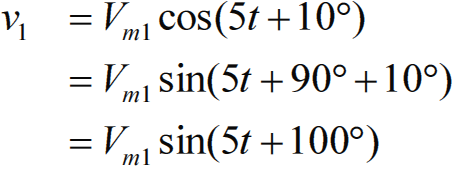 v₁ = Vₘ₁ cos(5t + 10°)
= Vₘ₁ sin(5t + 90° + 10°)
= Vₘ₁ sin(5t + 100°)